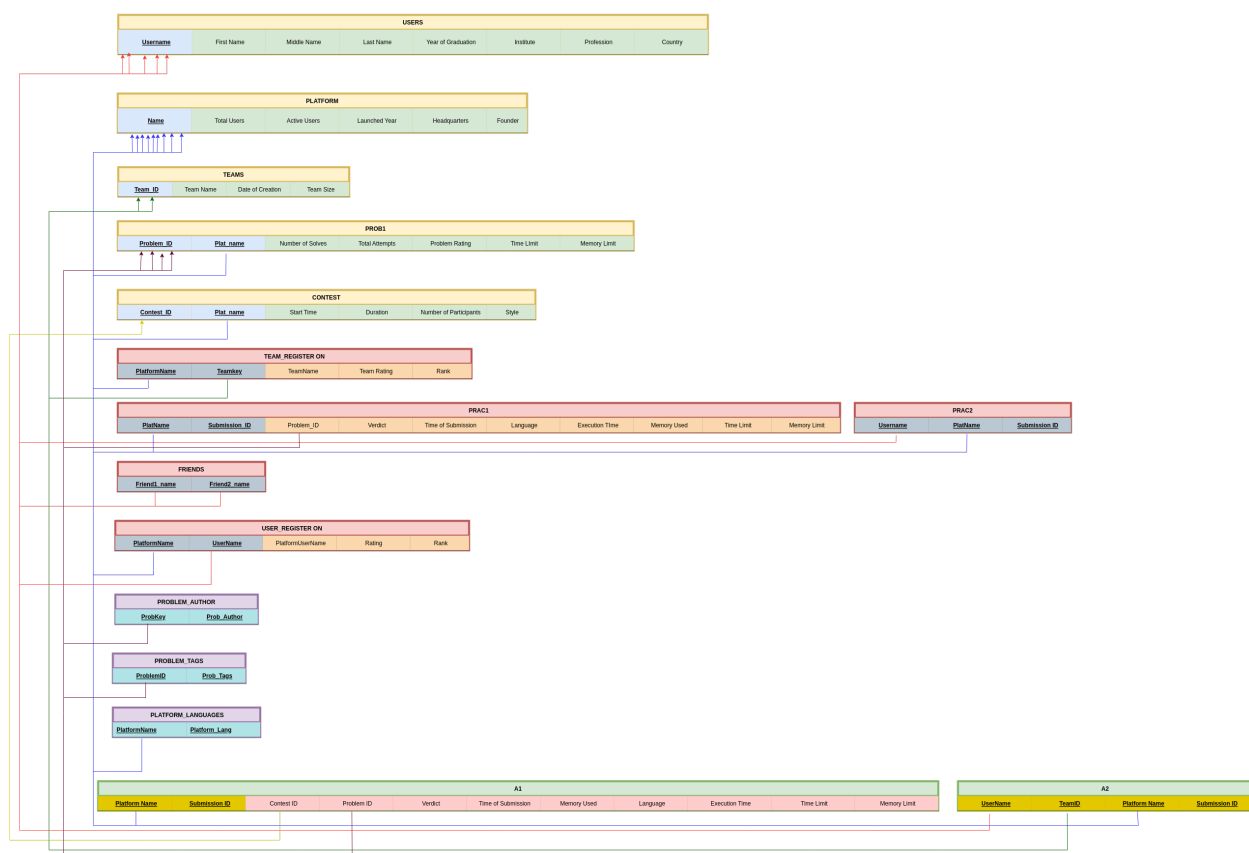 USERS
Username First Name Middle Name Last Name Year of Graduation Institute Profession Country
PLATFORM
Name Total Users Active Users Launched Year Headquarters Founder
TEAMS
Team_ID Team Name Date of Creation Team Size
PROB1
Problem_ID Plat_name Number of Solves Total Attempts Problem Rating Time LImit Memory Limit
CONTEST
Contest_ID Plat_name Start Time Duration Number of Participants Style
TEAM_REGISTER ON
PlatformName Teamkey TeamName Team Rating Rank
PRAC1 PRAC2
PlatName Submission_ID Problem_ID Verdict Time of Submission Language Execution TIme Memory Used Time Limit Memory Limit Username PlatName Submission ID
FRIENDS
Friend1_name Friend2_name
USER_REGISTER ON
PlatformName UserName PlatformUserName Rating Rank
PROBLEM_AUTHOR
ProbKey Prob_Author
PROBLEM_TAGS
ProblemID Prob_Tags
PLATFORM_LANGUAGES
PlatformName Platform_Lang
A1 A2
Platform Name Submission ID Contest ID Problem ID Verdict Time of Submission Memory Used Language Execution Time Time Limit Memory Limit UserName TeamID Platform Name Submission ID